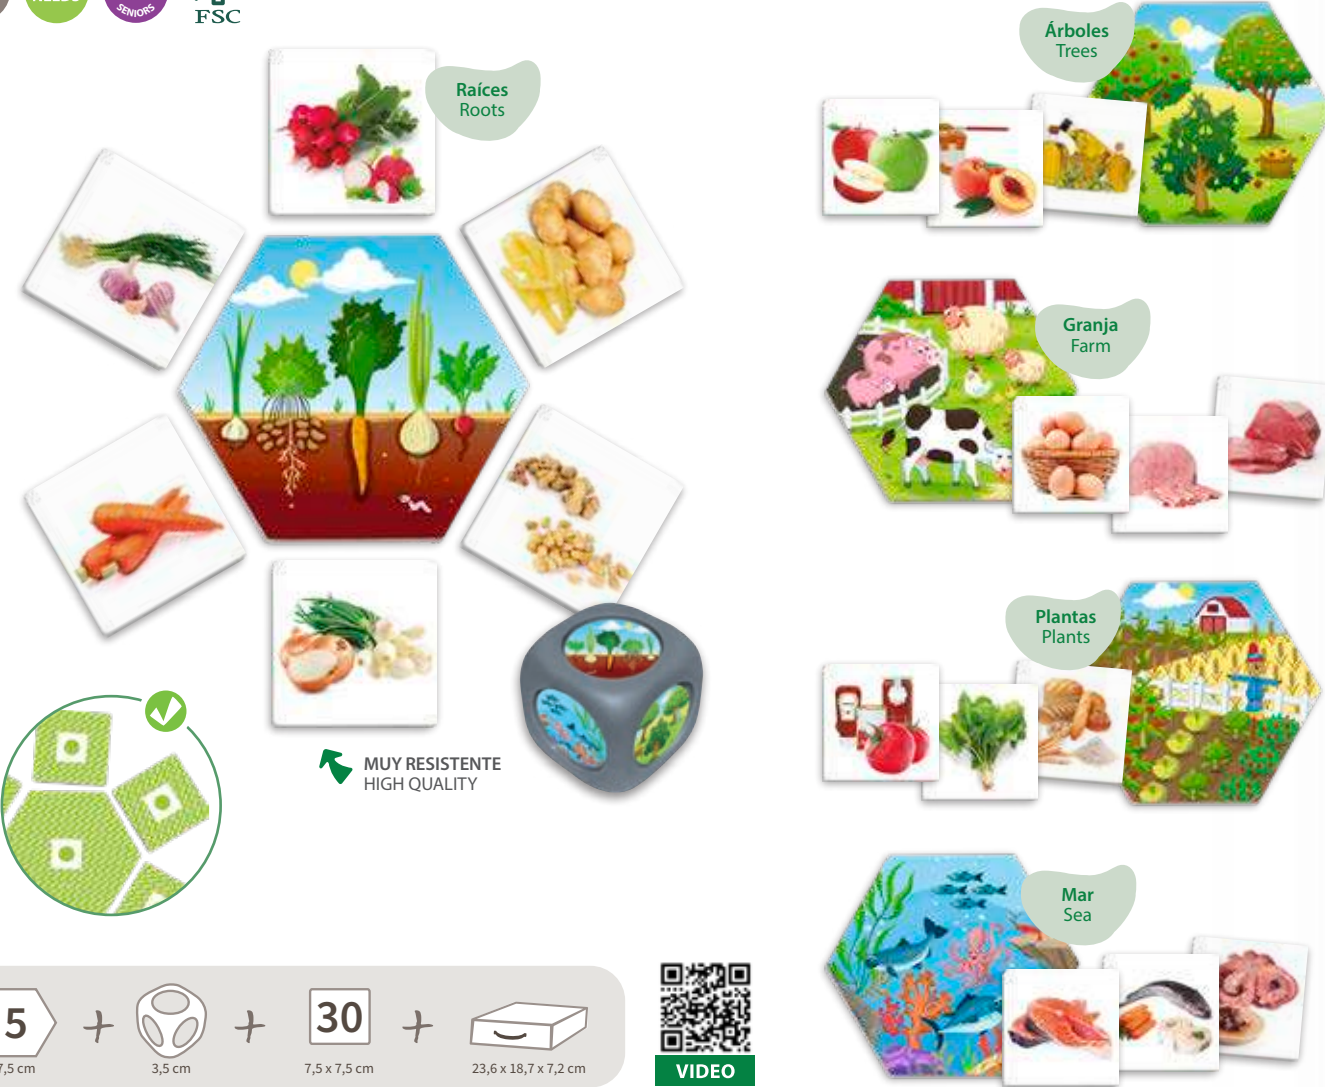 SENIORS
FSC
Raíces
Roots
Árboles
Trees
Granja
Farm
Plantas
Plants
MUY RESISTENTE
HIGH QUALITY
Mar
Sea
5
+
+
30
+
7,5 cm
3,5 cm
7,5 x 7,5 cm
23,6 x 18,7 x 7,2 cm
VIDEO